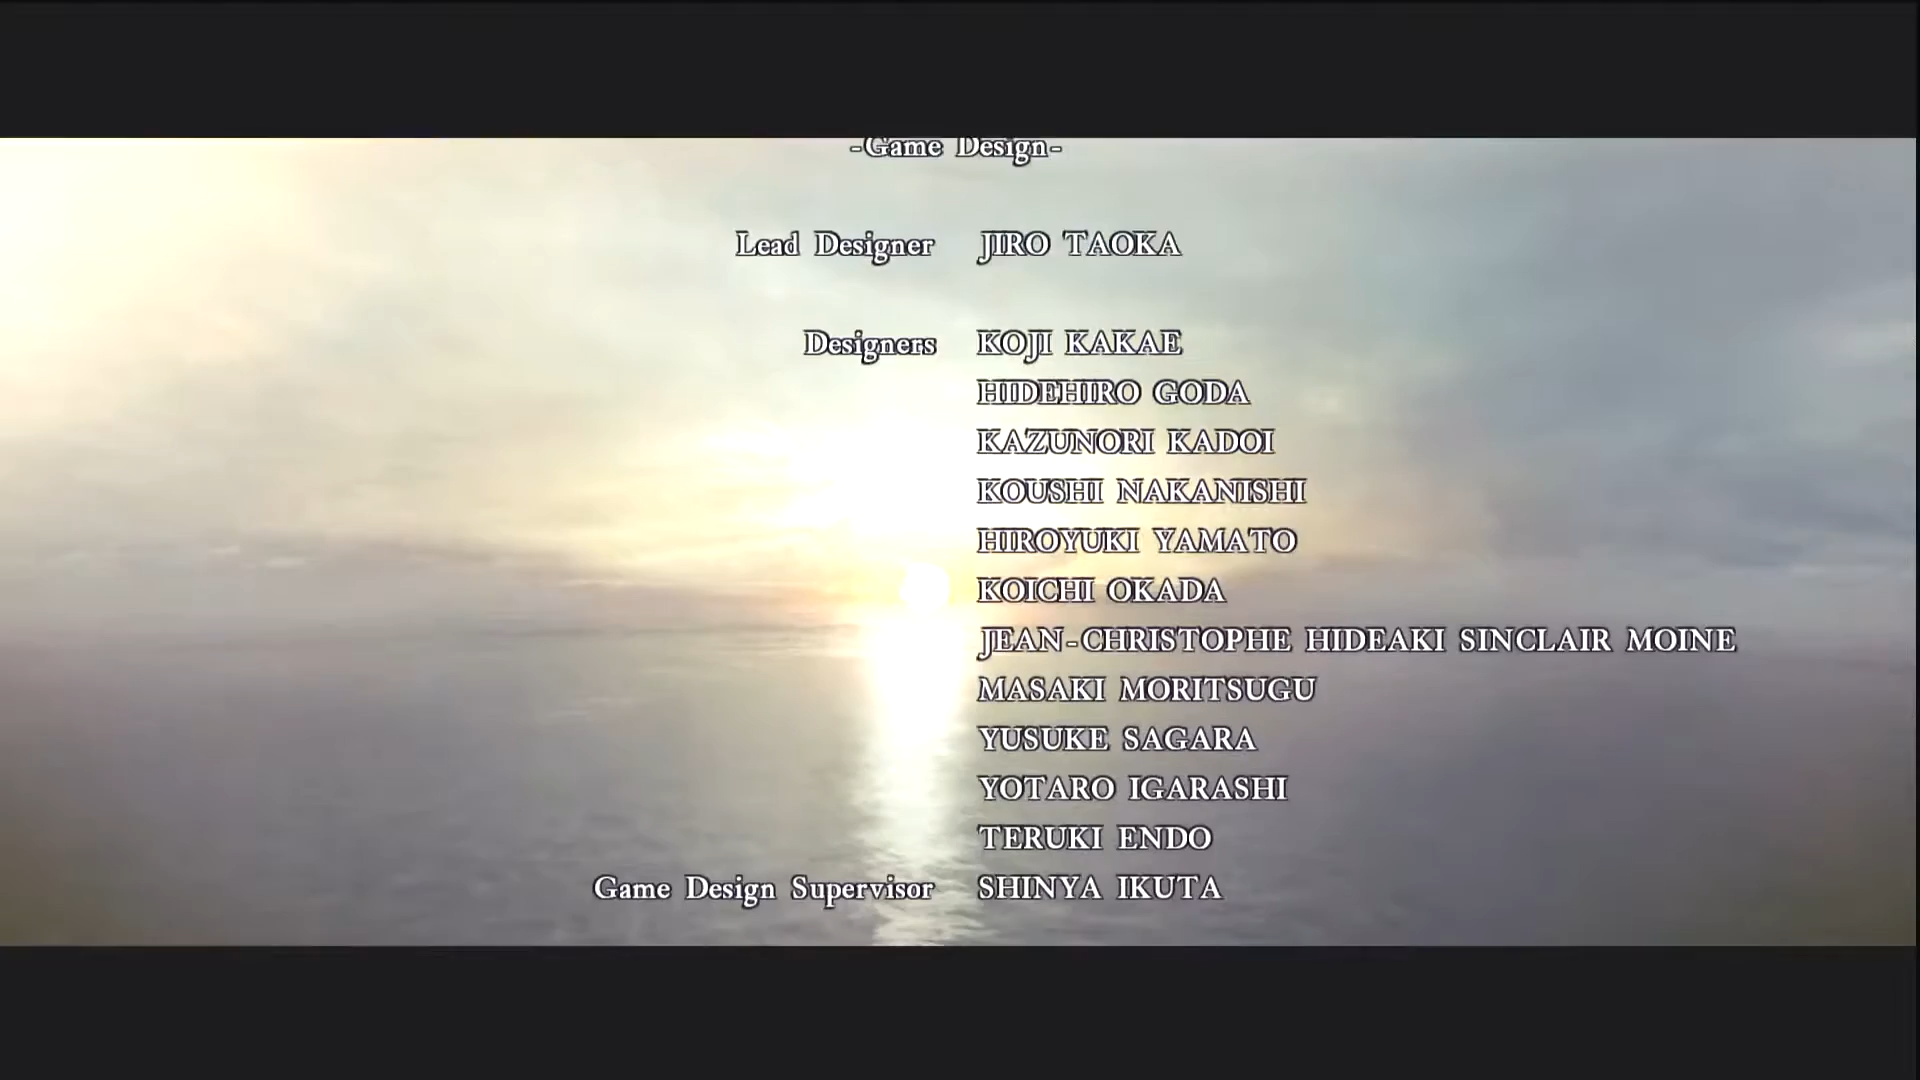 -Game Design-
Lead Designer JIRO TAOKA
Designers KOJI KAKAE
HIDEHIRO GODA
KAZUNORI KADOI
KOUSHI NAKANISHI
HIROYUKI YAMATO
KOICHI OKADA
JEAN-CHRISTOPHE HIDEAKI SINCLAIR MOINE
MASAKI MORITSUGU
YUSUKE SAGARA
YOTARO IGARASHI
TERUKI ENDO
Game Design Supervisor SHINYA IKUTA